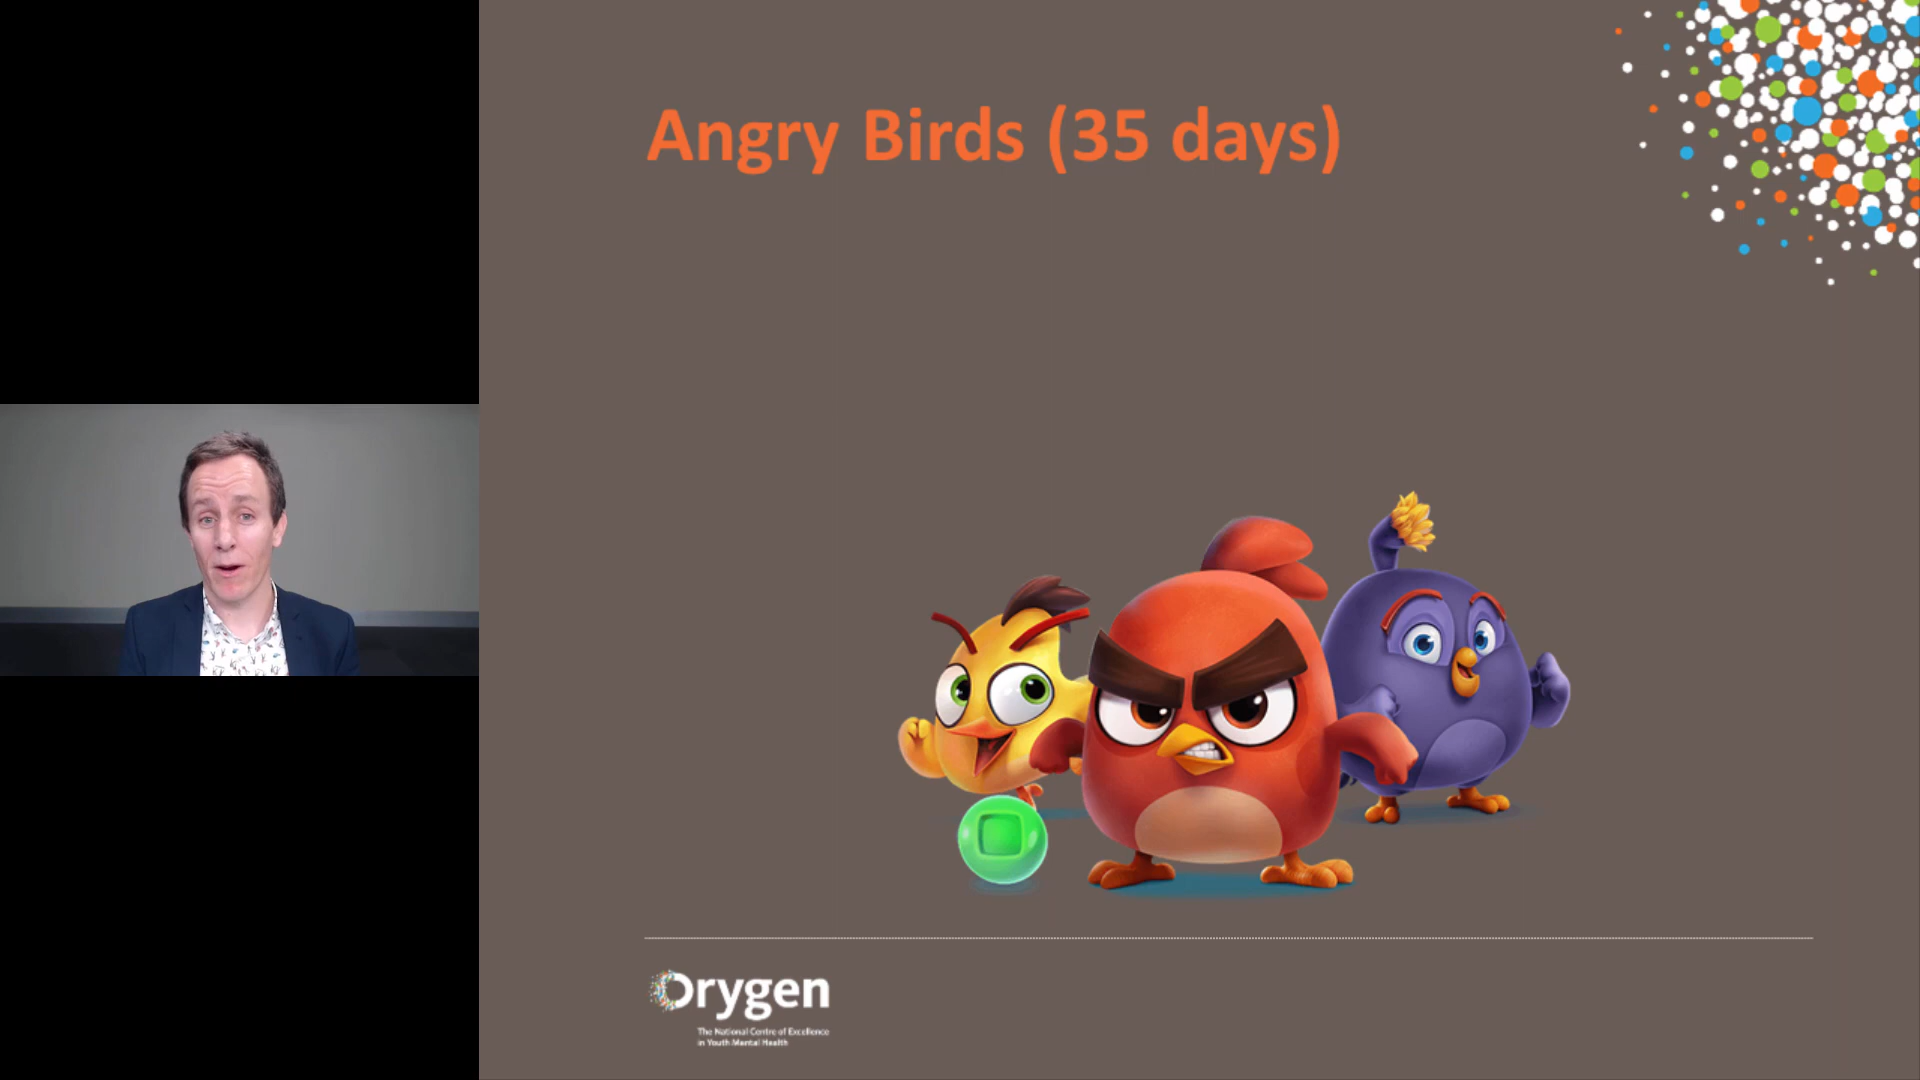 Angry Birds (35 days)
Orygen
The National Centre of Excellence
in Youth Mental Health